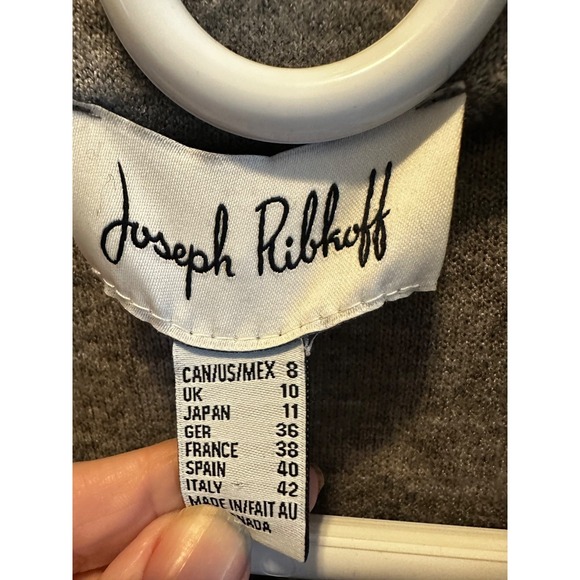 Joseph Ribkoff
CAN/US/MEX 8
UK 10
JAPAN 11
GER 36
FRANCE 38
SPAIN 40
ITALY 42
MADE IN/FAIT AU